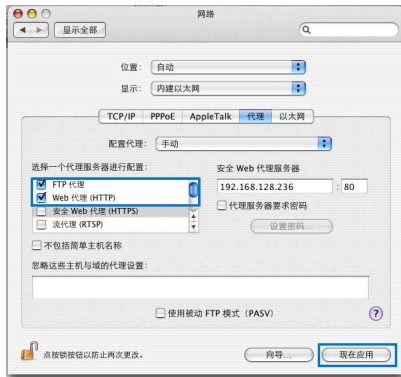 网络
显示全部
位置: 自动
显示: 内建以太网
TCP/IP PPPoE AppleTalk 代理 以太网
配置代理: 手动
选择一个代理服务器进行配置:
安全 Web 代理服务器
FTP 代理
Web 代理 (HTTP)
安全 Web 代理 (HTTPS)
流代理 (RTSP)
192.168.128.236 : 80
代理服务器要求密码
设置密码...
不包括简单主机名称
忽略这些主机与域的代理设置:
使用被动 FTP 模式（PASV）
?
点按锁按钮以防止再次更改。
向导...
现在应用